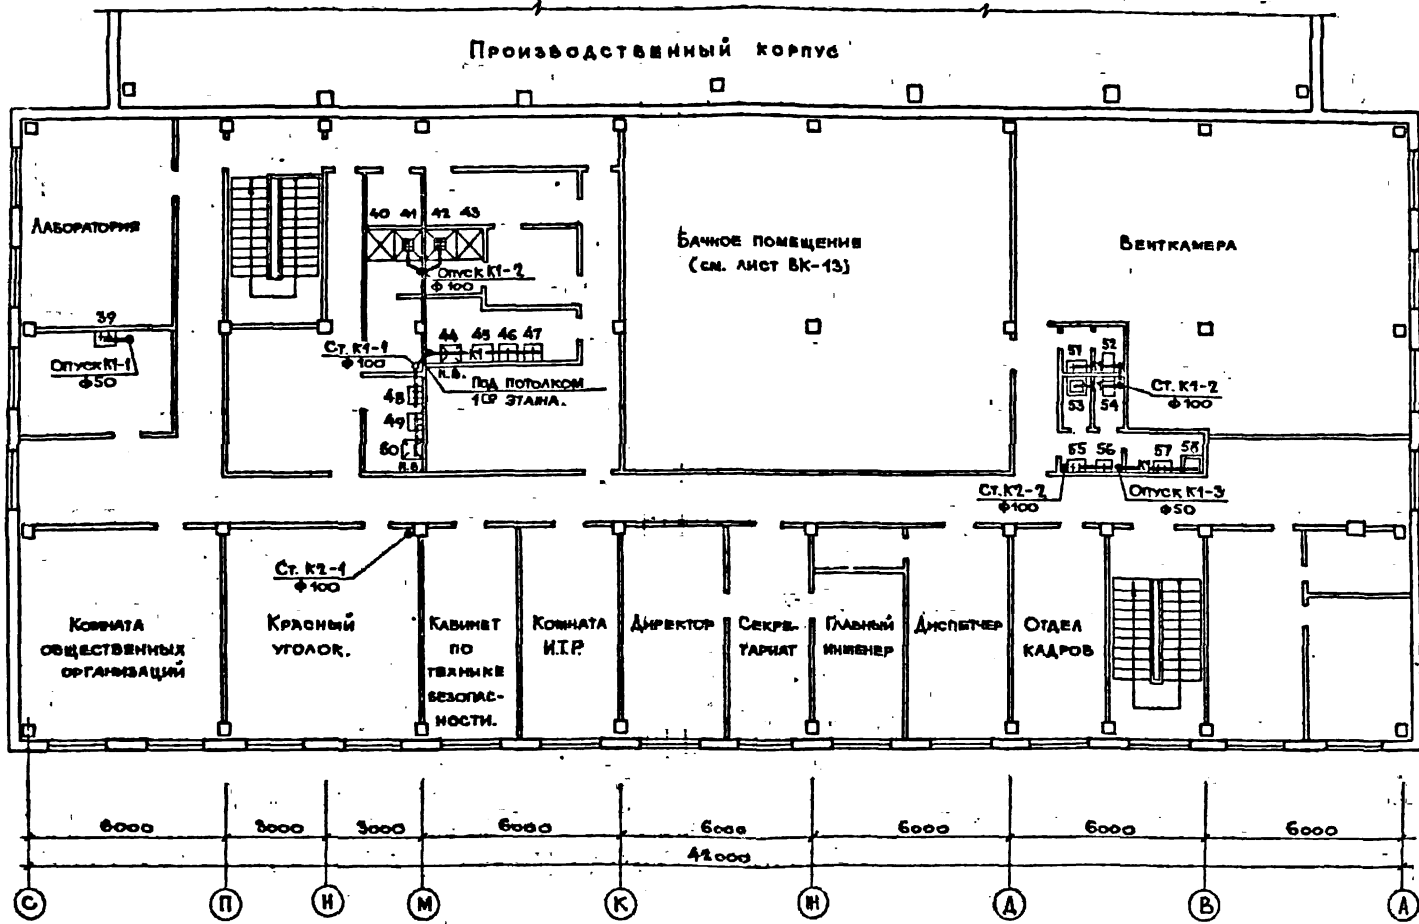 Производственный корпус
Лаборатория
40 41 42 43
Опуск К1-2
Ф100
Бачное помещение
(см. лист ВК-13)
Венткамера
39
Опуск К1-1
Ф50
Ст. К1-1
Ф100
44 45 46 47
К1
К.В.
Под потолком
1го этажа.
48
49
50
К.В
51 52
53 54
Ст. К1-2
Ф100
55 56 57 58
К1
Ст. К2-2
Ф100
Опуск К1-3
Ф50
Ст. К2-1
Ф100
Комната
общественных
организаций
Красный
уголок.
Кабинет
по
технике
безопас-
ности.
Комната
И.Т.Р.
Директор
Секре-
тариат
Главный
инженер
Диспетчер
Отдел
кадров
6000 3000 3000 6000 6000 6000 6000 6000
42000
С П Н М К Ж Д В А